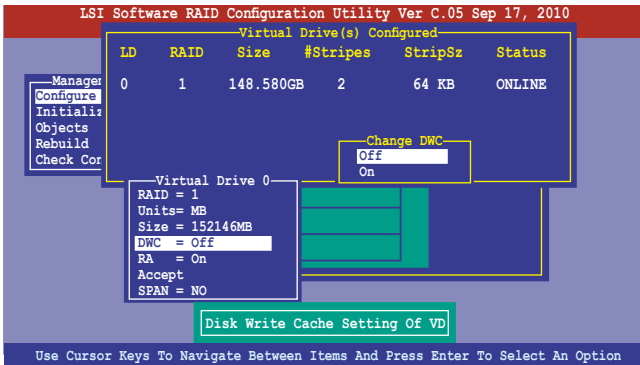 LSI Software RAID Configuration Utility Ver C.05 Sep 17, 2010
Virtual Drive(s) Configured
LD RAID Size #Stripes StripSz Status
0 1 148.580GB 2 64 KB ONLINE
Manage
Configure
Initializ
Objects
Rebuild
Check Con
Change DWC
Off
On
Virtual Drive 0
RAID = 1
Units= MB
Size = 152146MB
DWC = Off
RA = On
Accept
SPAN = NO
Disk Write Cache Setting Of VD
Use Cursor Keys To Navigate Between Items And Press Enter To Select An Option